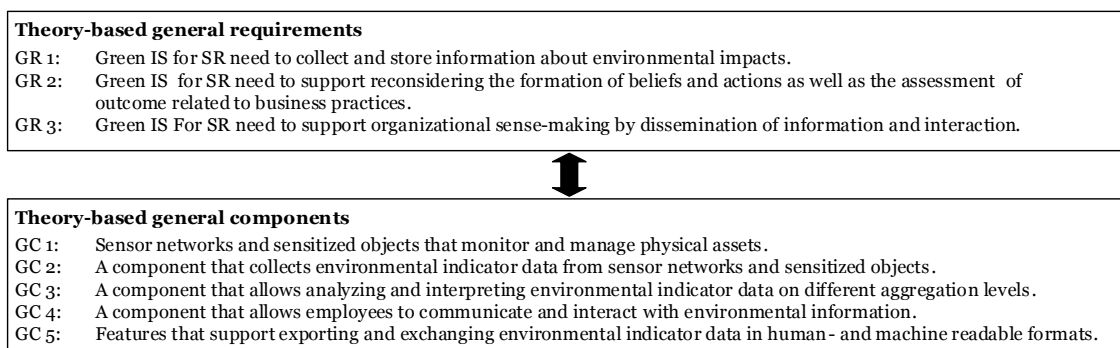 Theory-based general requirements
GR 1: Green IS for SR need to collect and store information about environmental impacts.
GR 2: Green IS for SR need to support reconsidering the formation of beliefs and actions as well as the assessment of
outcome related to business practices.
GR 3: Green IS For SR need to support organizational sense-making by dissemination of information and interaction.
Theory-based general components
GC 1: Sensor networks and sensitized objects that monitor and manage physical assets.
GC 2: A component that collects environmental indicator data from sensor networks and sensitized objects.
GC 3: A component that allows analyzing and interpreting environmental indicator data on different aggregation levels.
GC 4: A component that allows employees to communicate and interact with environmental information.
GC 5: Features that support exporting and exchanging environmental indicator data in human- and machine readable formats.